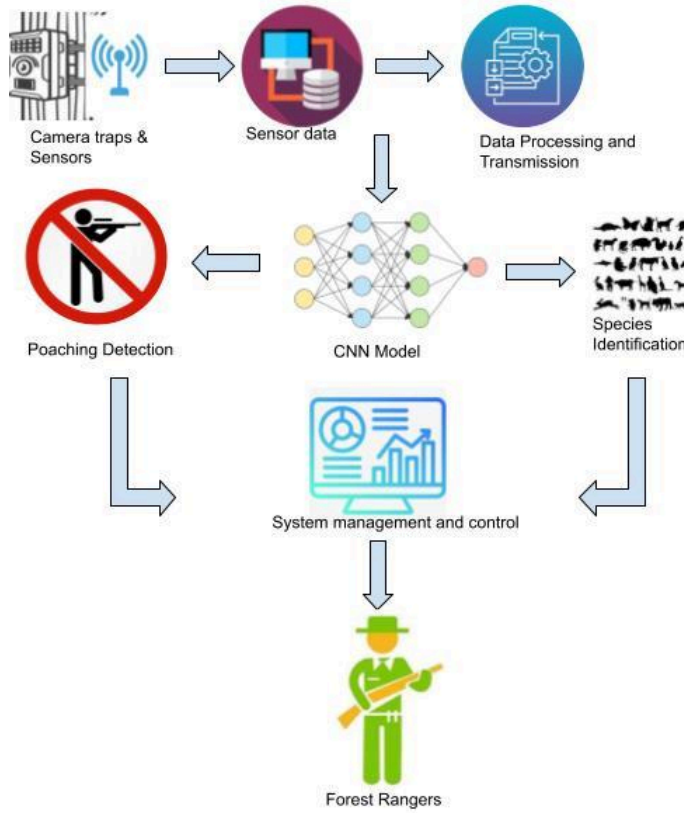 Camera traps &
Sensors
Sensor data
Data Processing and
Transmission
Poaching Detection
CNN Model
Species
Identification
System management and control
Forest Rangers